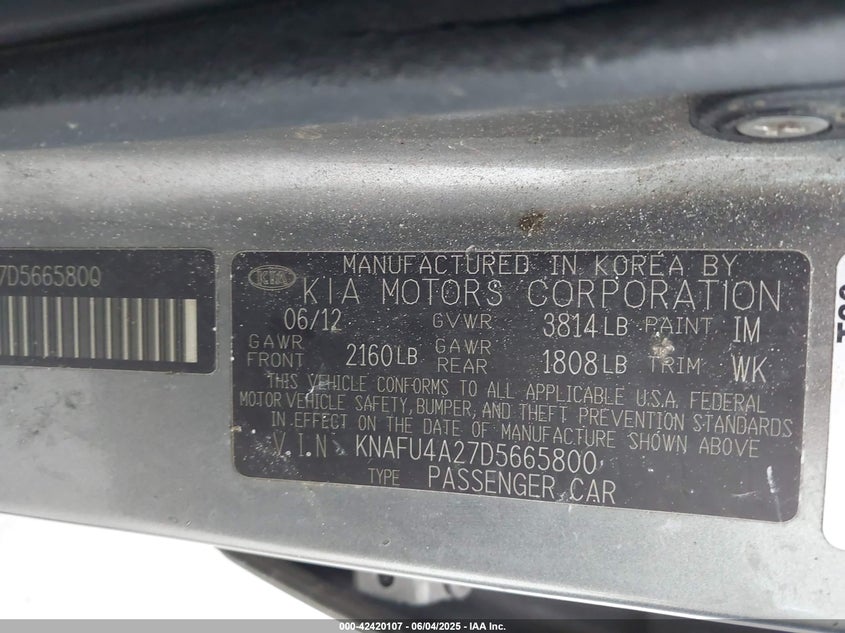 7D5665800
KIA
MANUFACTURED IN KOREA BY
KIA MOTORS CORPORATION
06/12 GVWR 3814 LB PAINT IM
GAWR FRONT 2160 LB GAWR REAR 1808 LB TRIM WK
THIS VEHICLE CONFORMS TO ALL APPLICABLE U.S.A. FEDERAL
MOTOR VEHICLE SAFETY, BUMPER, AND THEFT PREVENTION STANDARDS
IN EFFECT ON THE DATE OF MANUFACTURE SHOWN ABOVE
V.I.N KNAFU4A27D5665800
TYPE PASSENGER CAR
000-42420107 - 06/04/2025 - IAA Inc.